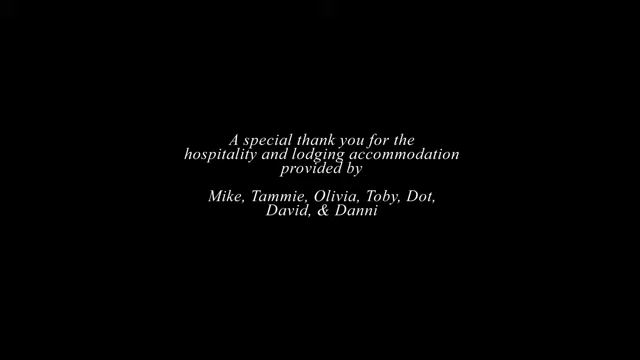 A special thank you for the
hospitality and lodging accommodation
provided by
Mike, Tammie, Olivia, Toby, Dot,
David, & Danni